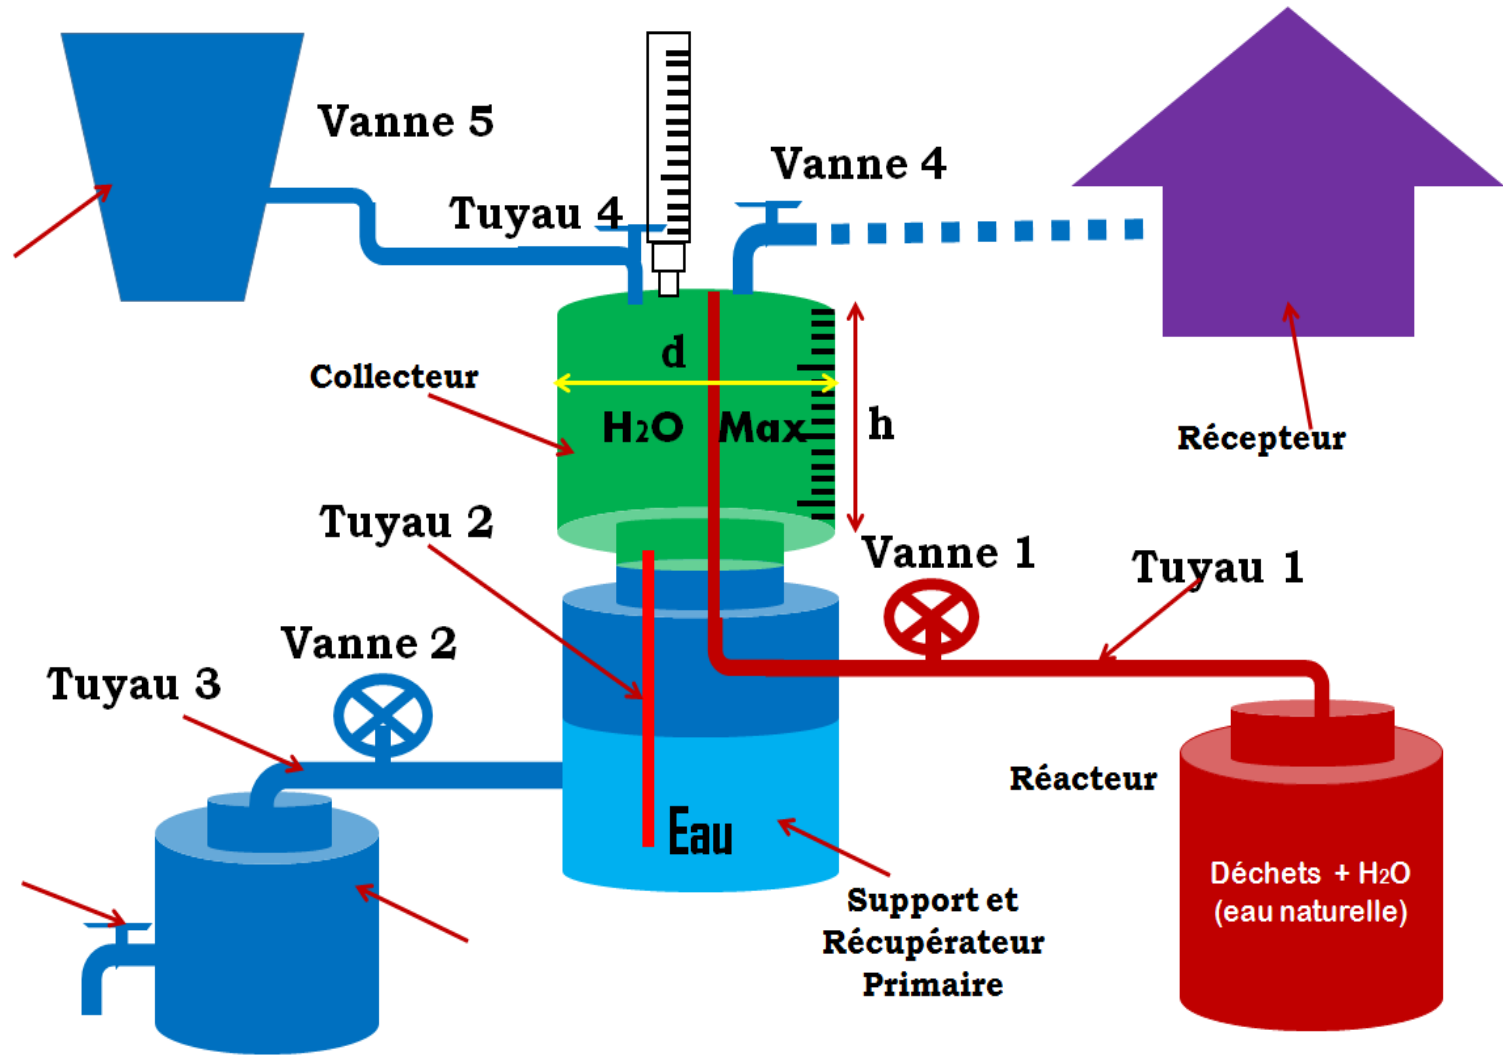 Vanne 5
Vanne 4
Tuyau 4
d
Collecteur
H2O Max
h
Récepteur
Tuyau 2
Vanne 1
Tuyau 1
Vanne 2
Tuyau 3
Réacteur
Eau
Déchets + H2O
(eau naturelle)
Support et
Récupérateur
Primaire